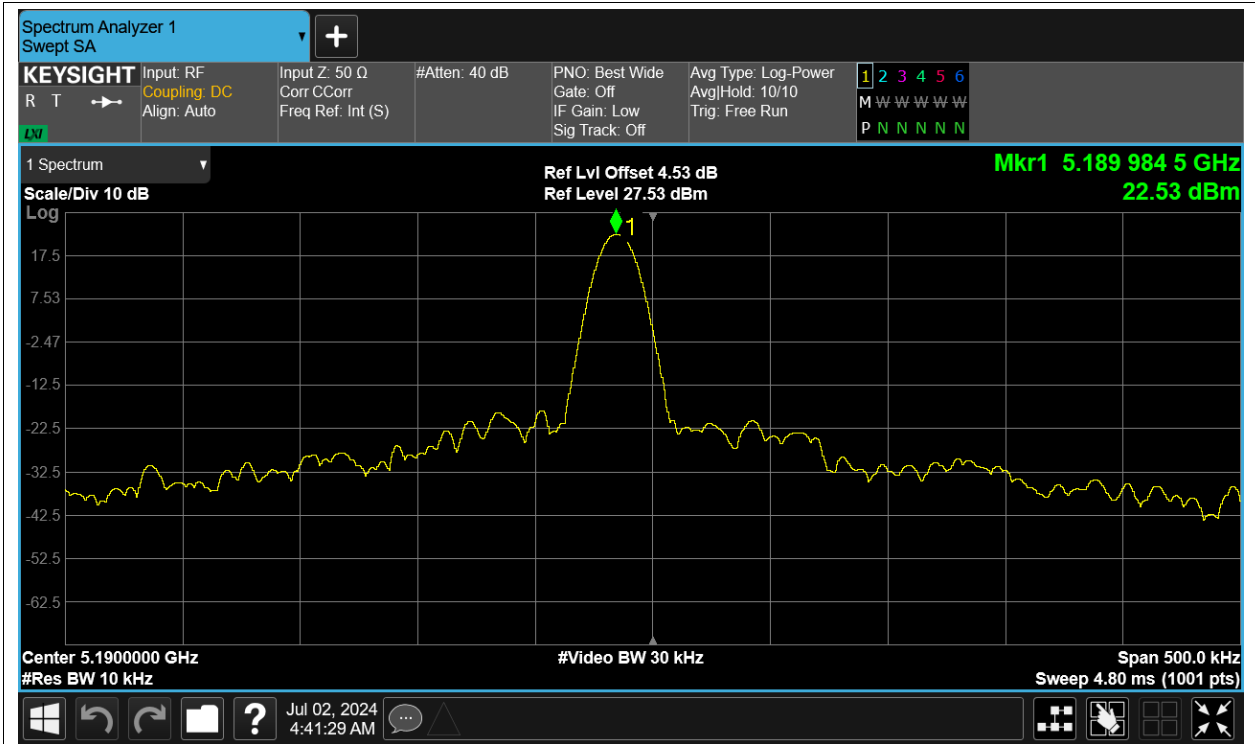 Spectrum Analyzer 1
Swept SA
+
KEYSIGHT
R T
LXI
Input: RF
Coupling: DC
Align: Auto
Input Z: 50 Ω
Corr CCorr
Freq Ref: Int (S)
#Atten: 40 dB
PNO: Best Wide
Gate: Off
IF Gain: Low
Sig Track: Off
Avg Type: Log-Power
Avg|Hold: 10/10
Trig: Free Run
1 2 3 4 5 6
M W W W W W
P N N N N N
1 Spectrum
Scale/Div 10 dB
Log
Ref Lvl Offset 4.53 dB
Ref Level 27.53 dBm
Mkr1 5.189 984 5 GHz
22.53 dBm
1
17.5
7.53
-2.47
-12.5
-22.5
-32.5
-42.5
-52.5
-62.5
Center 5.1900000 GHz
#Res BW 10 kHz
#Video BW 30 kHz
Span 500.0 kHz
Sweep 4.80 ms (1001 pts)
?
Jul 02, 2024
4:41:29 AM